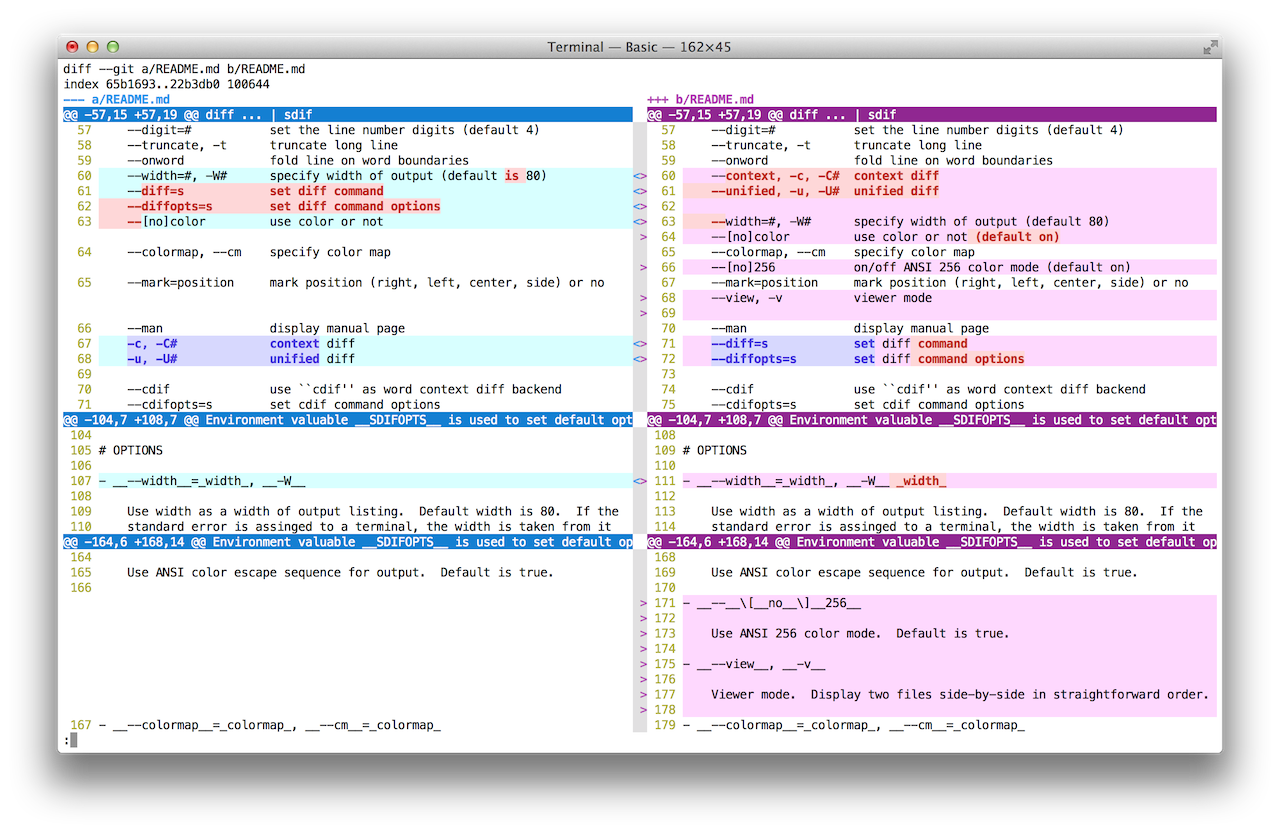 Terminal — Basic — 162×45
diff --git a/README.md b/README.md
index 65b1693..22b3db0 100644
--- a/README.md
@@ -57,15 +57,19 @@ diff ... | sdif
57 --digit=# set the line number digits (default 4)
58 --truncate, -t truncate long line
59 --onword fold line on word boundaries
60 --width=#, -W# specify width of output (default is 80) <>
61 --diff=s set diff command <>
62 --diffopts=s set diff command options <>
63 --[no]color use color or not <>
>
64 --colormap, --cm specify color map
>
65 --mark=position mark position (right, left, center, side) or no
>
>
66 --man display manual page
67 -c, -C# context diff <>
68 -u, -U# unified diff <>
69
70 --cdif use ``cdif'' as word context diff backend
71 --cdifopts=s set cdif command options
@@ -104,7 +108,7 @@ Environment valuable __SDIFOPTS__ is used to set default opt
104
105 # OPTIONS
106
107 - __--width__=_width_, __-W__ <>
108
109 Use width as a width of output listing.  Default width is 80.  If the
110 standard error is assinged to a terminal, the width is taken from it
@@ -164,6 +168,14 @@ Environment valuable __SDIFOPTS__ is used to set default op
164
165 Use ANSI color escape sequence for output.  Default is true.
166
>
>
>
>
>
>
>
>
167 - __--colormap__=_colormap_, __--cm__=_colormap_
:
+++ b/README.md
@@ -57,15 +57,19 @@ diff ... | sdif
57 --digit=# set the line number digits (default 4)
58 --truncate, -t truncate long line
59 --onword fold line on word boundaries
60 --context, -c, -C# context diff
61 --unified, -u, -U# unified diff
62
63 --width=#, -W# specify width of output (default 80)
64 --[no]color use color or not (default on)
65 --colormap, --cm specify color map
66 --[no]256 on/off ANSI 256 color mode (default on)
67 --mark=position mark position (right, left, center, side) or no
68 --view, -v viewer mode
69
70 --man display manual page
71 --diff=s set diff command
72 --diffopts=s set diff command options
73
74 --cdif use ``cdif'' as word context diff backend
75 --cdifopts=s set cdif command options
@@ -104,7 +108,7 @@ Environment valuable __SDIFOPTS__ is used to set default opt
108
109 # OPTIONS
110
111 - __--width__=_width_, __-W__ _width_
112
113 Use width as a width of output listing.  Default width is 80.  If the
114 standard error is assinged to a terminal, the width is taken from it
@@ -164,6 +168,14 @@ Environment valuable __SDIFOPTS__ is used to set default op
168
169 Use ANSI color escape sequence for output.  Default is true.
170
171 - __--__\[__no__\]__256__
172
173 Use ANSI 256 color mode.  Default is true.
174
175 - __--view__, __-v__
176
177 Viewer mode.  Display two files side-by-side in straightforward order.
178
179 - __--colormap__=_colormap_, __--cm__=_colormap_